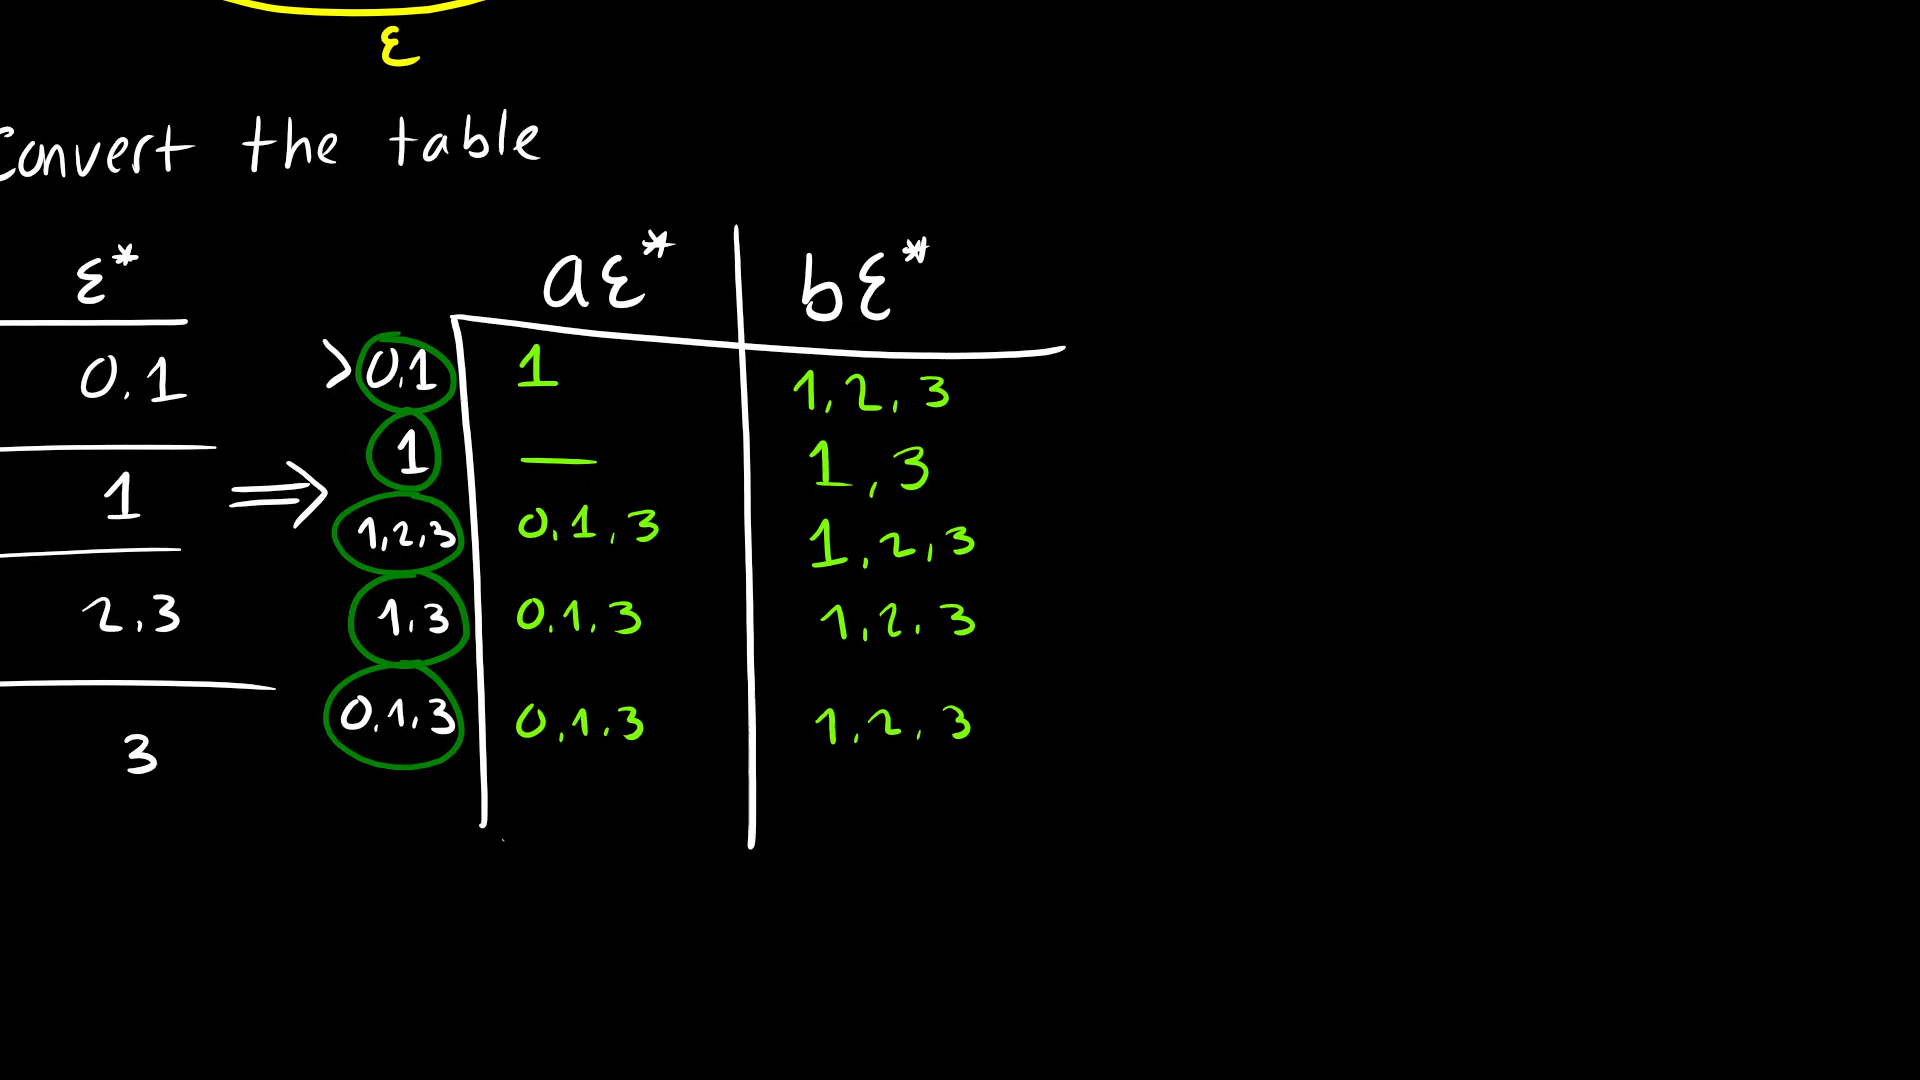 ε
Convert the table
ε* aε* bε*
0,1 >0,1 1 1,2,3
1 ⇒ 1 — 1,3
1,2,3 0,1,3 1,2,3
2,3 1,3 0,1,3 1,2,3
3 0,1,3 0,1,3 1,2,3